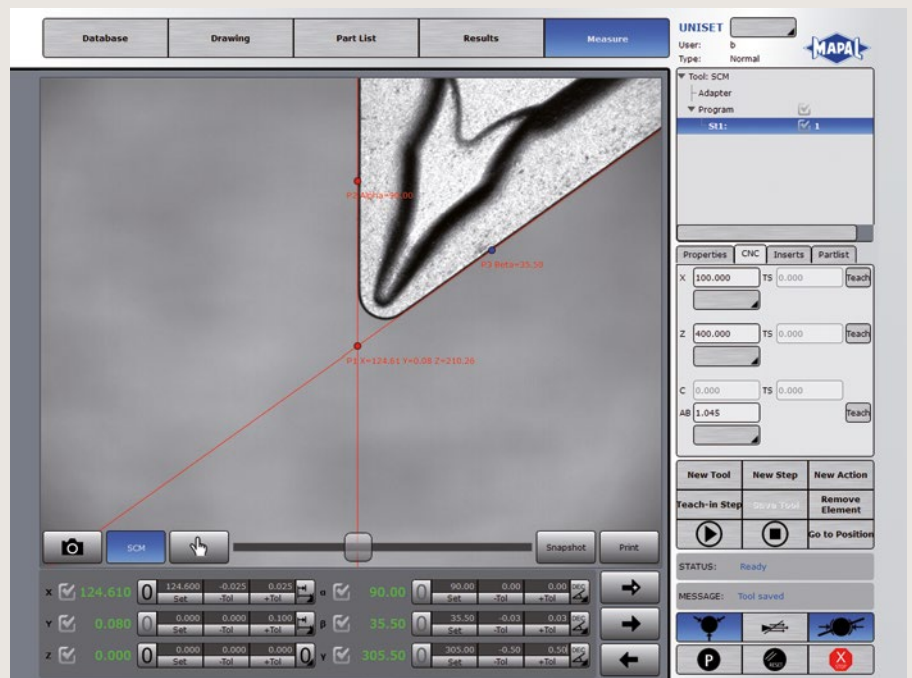 Database Drawing Part List Results Measure
UNISET
MAPAL
User: b
Type: Normal
Tool: SCM
Adapter
Program
St1: 1
P2 Alpha=90.00
P3 Beta=35.50
P1 X=124.61 Y=0.08 Z=210.26
Properties CNC Inserts Partlist
X 100.000 TS 0.000 Teach
Z 400.000 TS 0.000 Teach
C 0.000 TS 0.000
AB 1.045 Teach
New Tool New Step New Action
Teach-in Step Store Tool Remove Element
Go to Position
SCM Snapshot Print
STATUS: Ready
MESSAGE: Tool saved
X 124.610 0 124.600 -0.025 0.025 α 90.00 0 90.00 0.00 0.00 DEG
Set -Tol +Tol Set -Tol +Tol
Y 0.080 0 0.000 0.000 0.100 β 35.50 0 35.50 -0.03 0.03 DEG
Set -Tol +Tol Set -Tol +Tol
Z 0.000 0 0.000 0.000 0.000 0 γ 305.50 0 305.00 -0.50 0.50 DEG
Set -Tol +Tol Set -Tol +Tol
P RESET X STOP